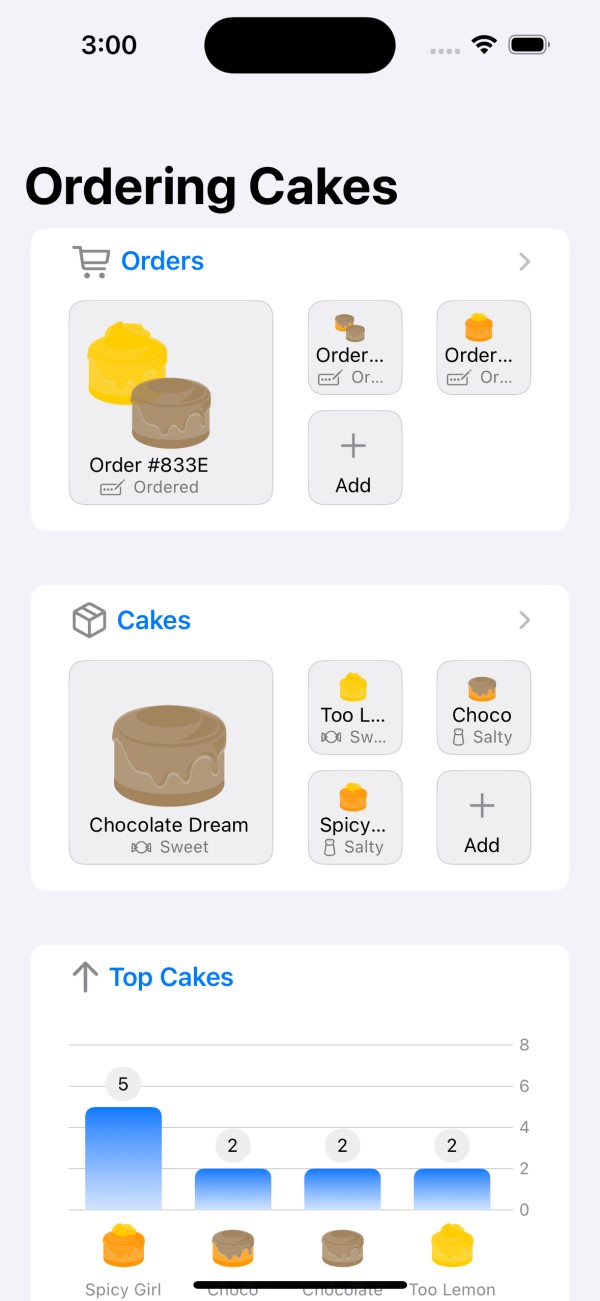 3:00
Ordering Cakes
Orders
Order #833E
Ordered
Order...
Or...
Order...
Or...
Add
Cakes
Chocolate Dream
Sweet
Too L...
Sw...
Choco
Salty
Spicy...
Salty
Add
Top Cakes
8
6
4
2
0
5
2
2
2
Spicy Girl
Choco
Chocolate
Too Lemon